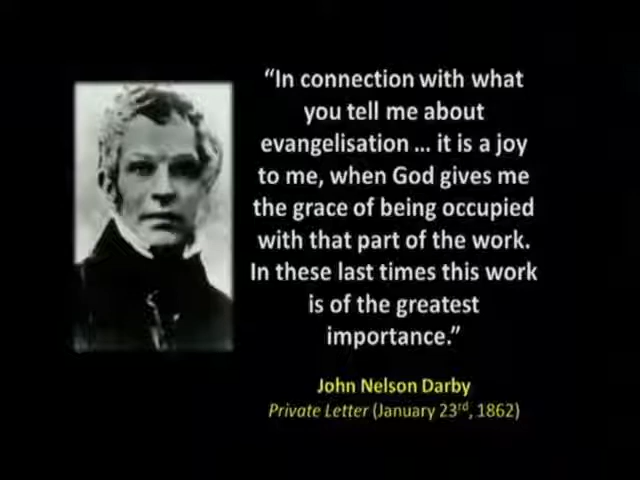 “In connection with what
you tell me about
evangelisation ... it is a joy
to me, when God gives me
the grace of being occupied
with that part of the work.
In these last times this work
is of the greatest
importance.”
John Nelson Darby
Private Letter (January 23rd, 1862)